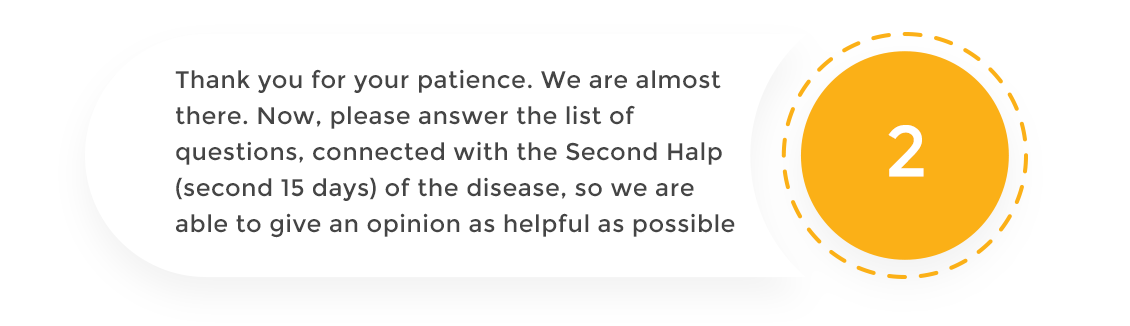 Thank you for your patience. We are almost
there. Now, please answer the list of
questions, connected with the Second Halp
(second 15 days) of the disease, so we are
able to give an opinion as helpful as possible
2